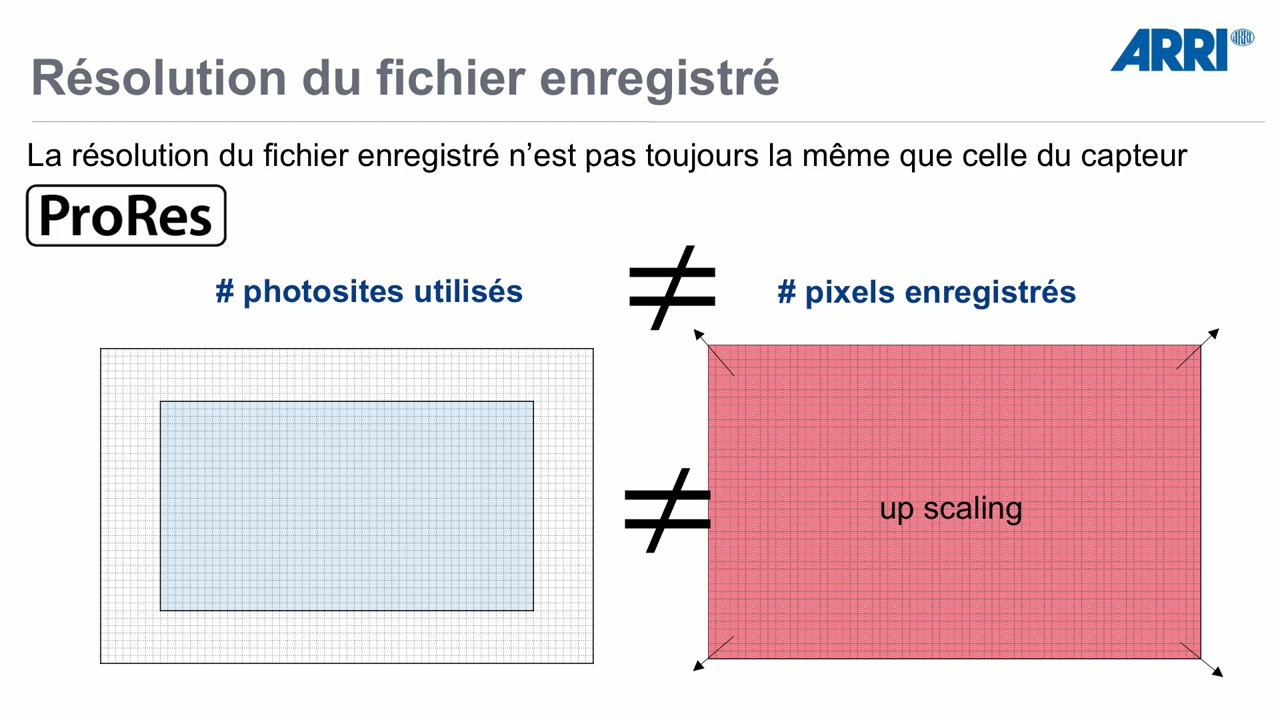 ARRI
Résolution du fichier enregistré
La résolution du fichier enregistré n’est pas toujours la même que celle du capteur
ProRes
# photosites utilisés
≠
# pixels enregistrés
≠
up scaling